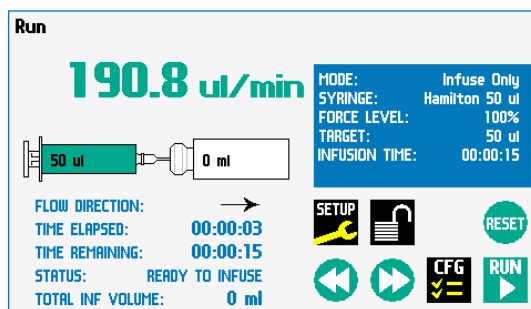 Run
190.8 ul/min
MODE: Infuse Only
SYRINGE: Hamilton 50 ul
FORCE LEVEL: 100%
TARGET: 50 ul
INFUSION TIME: 00:00:15
50 ul
0 ml
FLOW DIRECTION:
TIME ELAPSED: 00:00:03
TIME REMAINING: 00:00:15
STATUS: READY TO INFUSE
TOTAL INF VOLUME: 0 ml
SETUP
RESET
CFG
RUN